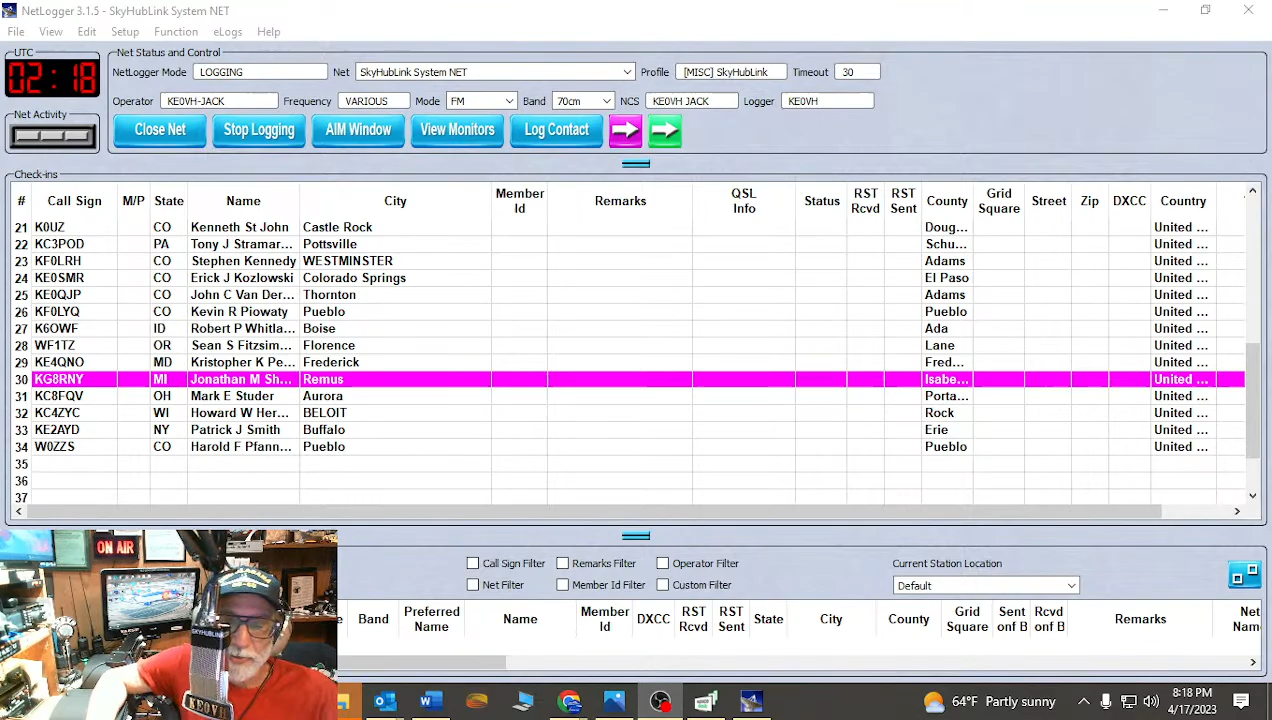 NetLogger 3.1.5 - SkyHubLink System NET
File View Edit Setup Function eLogs Help
UTC
02:18
Net Activity
Net Status and Control
NetLogger Mode LOGGING Net SkyHubLink System NET Profile [MISC] SkyHubLink Timeout 30
Operator KE0VH-JACK Frequency VARIOUS Mode FM Band 70cm NCS KE0VH JACK Logger KE0VH
Close Net Stop Logging AIM Window View Monitors Log Contact
Check-ins
# Call Sign M/P State Name City Member Id Remarks QSL Info Status RST Rcvd RST Sent County Grid Square Street Zip DXCC Country
21 K0UZ CO Kenneth St John Castle Rock Doug... United ...
22 KC3POD PA Tony J Stramar... Pottsville Schu... United ...
23 KF0LRH CO Stephen Kennedy WESTMINSTER Adams United ...
24 KE0SMR CO Erick J Kozlowski Colorado Springs El Paso United ...
25 KE0QJP CO John C Van Der... Thornton Adams United ...
26 KF0LYQ CO Kevin R Piowaty Pueblo Pueblo United ...
27 K6OWF ID Robert P Whitla... Boise Ada United ...
28 WF1TZ OR Sean S Fitzsim... Florence Lane United ...
29 KE4QNO MD Kristopher K Pe... Frederick Fred... United ...
30 KG8RNY MI Jonathan M Sh... Remus Isabe... United ...
31 KC8FQV OH Mark E Studer Aurora Porta... United ...
32 KC4ZYC WI Howard W Her... BELOIT Rock United ...
33 KE2AYD NY Patrick J Smith Buffalo Erie United ...
34 W0ZZS CO Harold F Pfann... Pueblo Pueblo United ...
35
36
37
Call Sign Filter Remarks Filter Operator Filter
Net Filter Member Id Filter Custom Filter
Current Station Location
Default
e Band Preferred Name Name Member Id DXCC RST Rcvd RST Sent State City County Grid Square Sent onf B Rcvd onf B Remarks Net Name
ON AIR
SKYHUBLINK
KE0VH
64°F Partly sunny
8:18 PM
4/17/2023